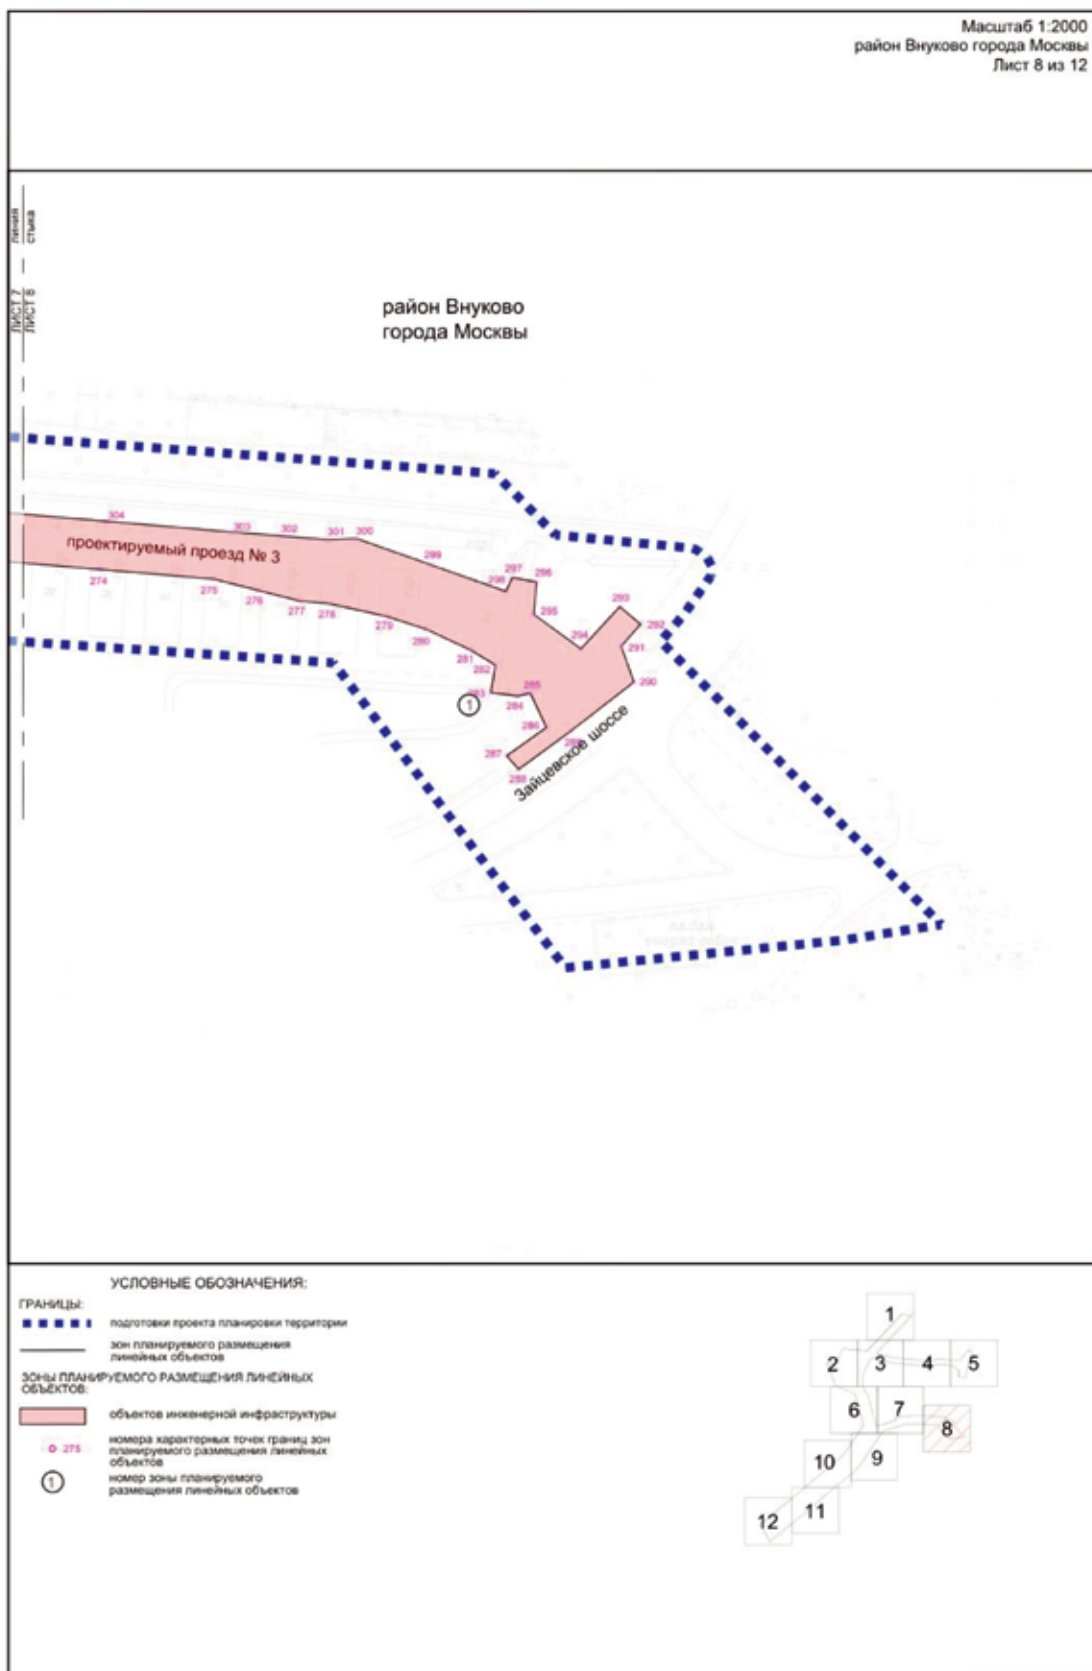 Масштаб 1:2000
район Внуково города Москвы
Лист 8 из 12
линия
стыка
ЛИСТ 7
ЛИСТ 8
район Внуково
города Москвы
304
303
302
301
300
299
проектируемый проезд № 3
298
297
296
274
275
276
277
278
279
280
295
294
293
292
291
290
281
282
283
284
285
286
287
288
289
1
Зайцевское шоссе
УСЛОВНЫЕ ОБОЗНАЧЕНИЯ:
ГРАНИЦЫ:
подготовки проекта планировки территории
зон планируемого размещения
линейных объектов
ЗОНЫ ПЛАНИРУЕМОГО РАЗМЕЩЕНИЯ ЛИНЕЙНЫХ
ОБЪЕКТОВ:
объектов инженерной инфраструктуры
275
номера характерных точек границ зон
планируемого размещения линейных
объектов
1
номер зоны планируемого
размещения линейных объектов
1
2
3
4
5
6
7
8
9
10
11
12